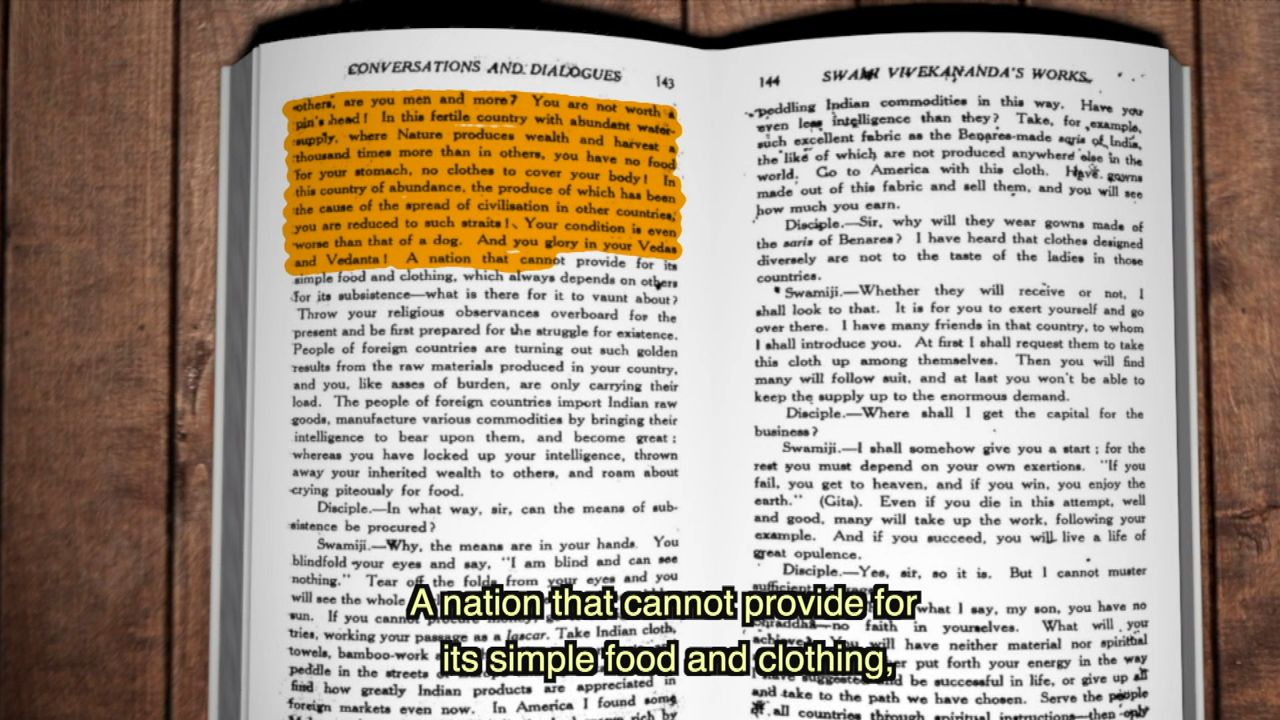 CONVERSATIONS AND DIALOGUES 143
others, are you men and more? You are not worth a
pin's head! In this fertile country with abundant water-
supply, where Nature produces wealth and harvest a
thousand times more than in others, you have no food
for your stomach, no clothes to cover your body! In
this country of abundance, the produce of which has been
the cause of the spread of civilisation in other countries,
you are reduced to such straits! Your condition is even
worse than that of a dog. And you glory in your Vedas
and Vedanta! A nation that cannot provide for its
simple food and clothing, which always depends on others
for its subsistence—what is there for it to vaunt about?
Throw your religious observances overboard for the
present and be first prepared for the struggle for existence.
People of foreign countries are turning out such golden
results from the raw materials produced in your country,
and you, like asses of burden, are only carrying their
load. The people of foreign countries import Indian raw
goods, manufacture various commodities by bringing their
intelligence to bear upon them, and become great;
whereas you have locked up your intelligence, thrown
away your inherited wealth to others, and roam about
crying piteously for food.
Disciple.—In what way, sir, can the means of sub-
sistence be procured?
Swamiji.—Why, the means are in your hands. You
blindfold your eyes and say, "I am blind and can see
nothing." Tear off the folds from your eyes and you
will see the whole
sun. If you cannot procure money,
tries, working your passage as a lascar. Take Indian cloth,
towels, bamboo-work
peddle in the streets
find how greatly Indian products are appreciated in
foreign markets even now. In America I found some
rich by
144 SWAMI VIVEKANANDA'S WORKS
peddling Indian commodities in this way. Have you
even less intelligence than they? Take, for example,
such excellent fabric as the Benares-made saris of India,
the like of which are not produced anywhere else in the
world. Go to America with this cloth. Have gowns
made out of this fabric and sell them, and you will see
how much you earn.
Disciple.—Sir, why will they wear gowns made of
the saris of Benares? I have heard that clothes designed
diversely are not to the taste of the ladies in those
countries.
Swamiji.—Whether they will receive or not, I
shall look to that. It is for you to exert yourself and go
over there. I have many friends in that country, to whom
I shall introduce you. At first I shall request them to take
this cloth up among themselves. Then you will find
many will follow suit, and at last you won't be able to
keep the supply up to the enormous demand.
Disciple.—Where shall I get the capital for the
business?
Swamiji.—I shall somehow give you a start; for the
rest you must depend on your own exertions. "If you
fail, you get to heaven, and if you win, you enjoy the
earth." (Gita). Even if you die in this attempt, well
and good, many will take up the work, following your
example. And if you succeed, you will live a life of
great opulence.
Disciple.—Yes, sir, so it is. But I cannot muster
sufficient
what I say, my son, you have no
shraddha—no faith in yourselves. What will you
achieve? You will have neither material nor spiritual
put forth your energy in the way
I have suggested and be successful in life, or give up all
and take to the path we have chosen. Serve the people
of all countries through spiritual instructions—then only
A nation that cannot provide for
its simple food and clothing,